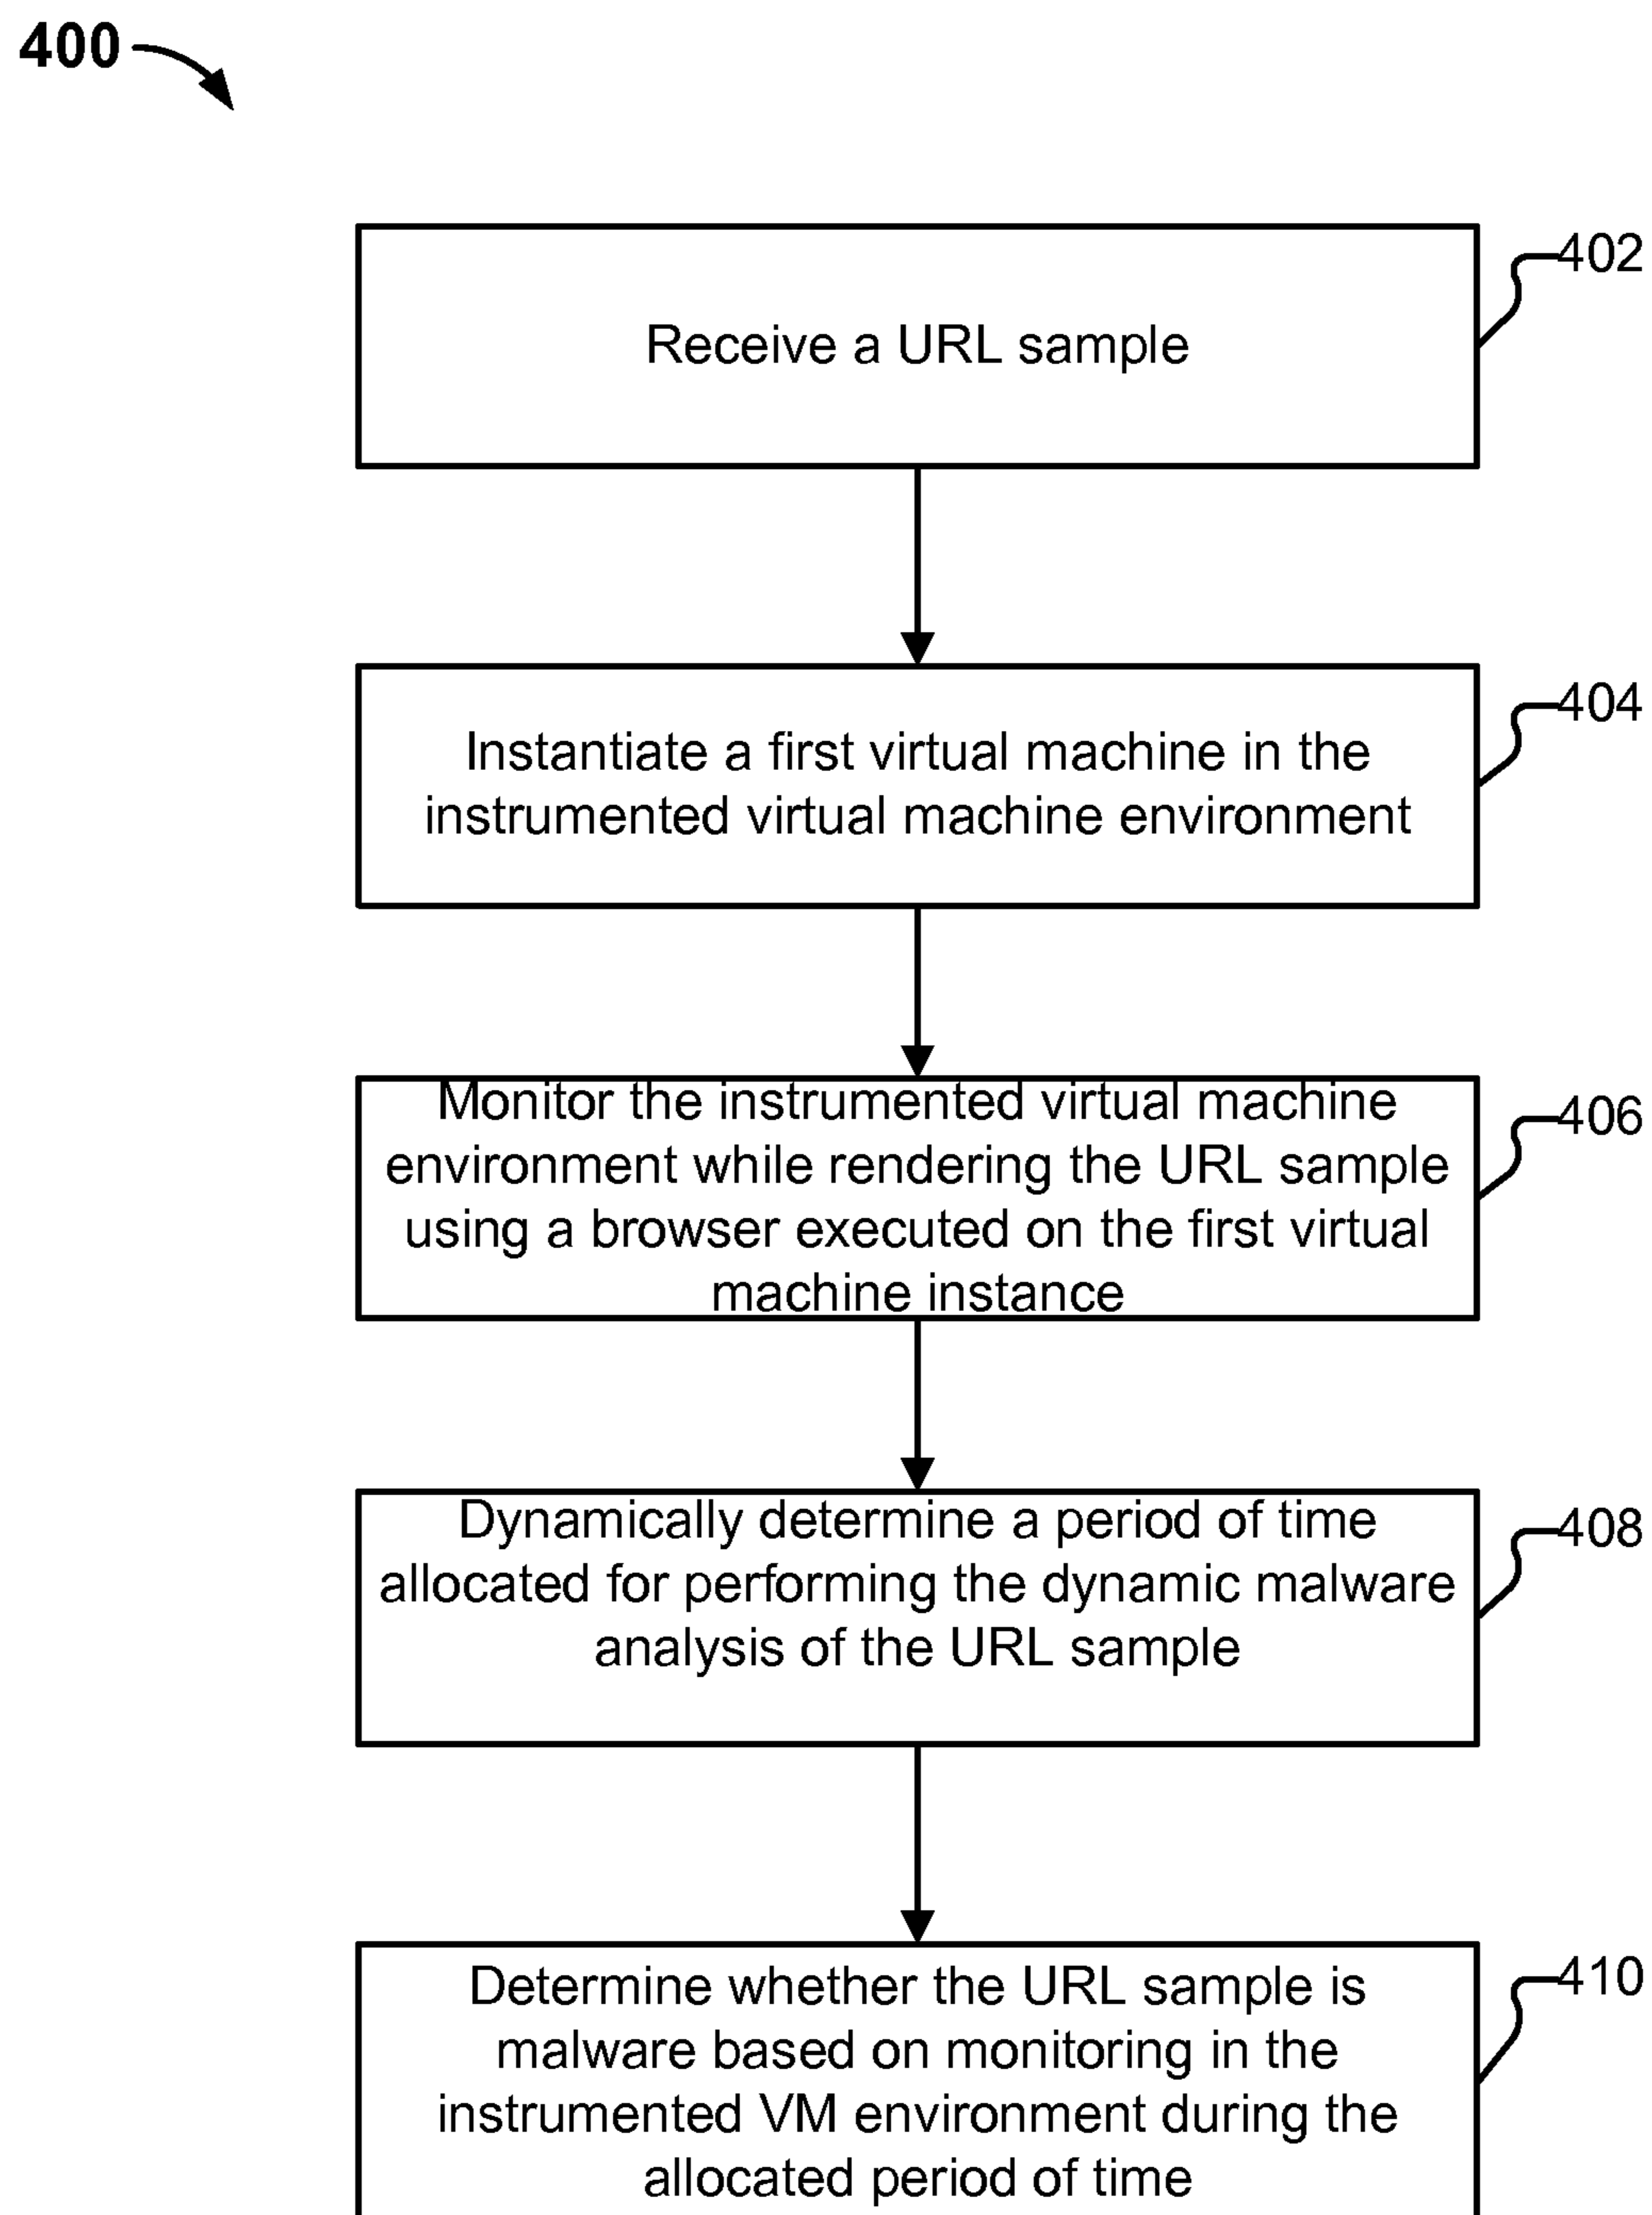 400
402
Receive a URL sample
404
Instantiate a first virtual machine in the
instrumented virtual machine environment
406
Monitor the instrumented virtual machine
environment while rendering the URL sample
using a browser executed on the first virtual
machine instance
408
Dynamically determine a period of time
allocated for performing the dynamic malware
analysis of the URL sample
410
Determine whether the URL sample is
malware based on monitoring in the
instrumented VM environment during the
allocated period of time